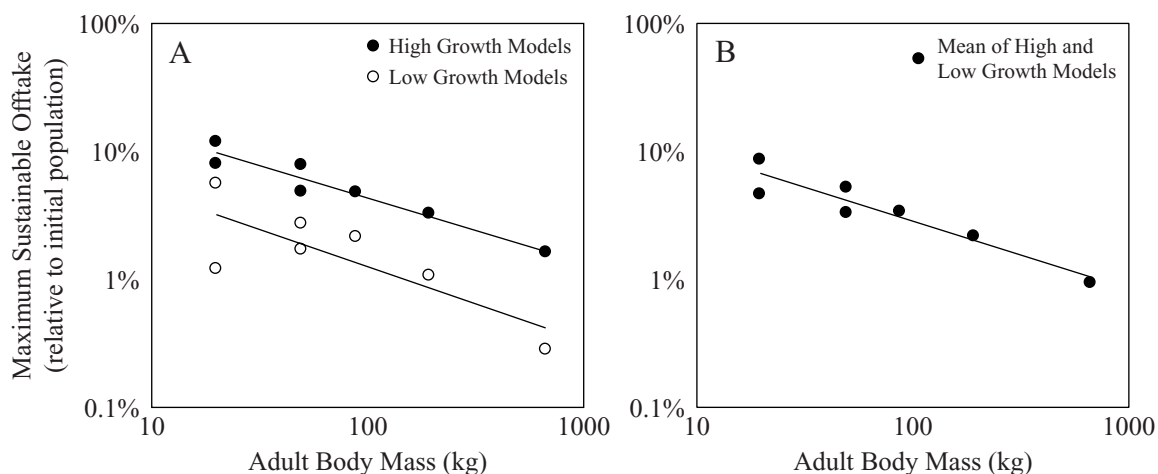 Maximum Sustainable Offtake
(relative to initial population)
100%
10%
1%
0.1%
A
High Growth Models
Low Growth Models
10
100
1000
Adult Body Mass (kg)
100%
10%
1%
0.1%
B
Mean of High and
Low Growth Models
10
100
1000
Adult Body Mass (kg)